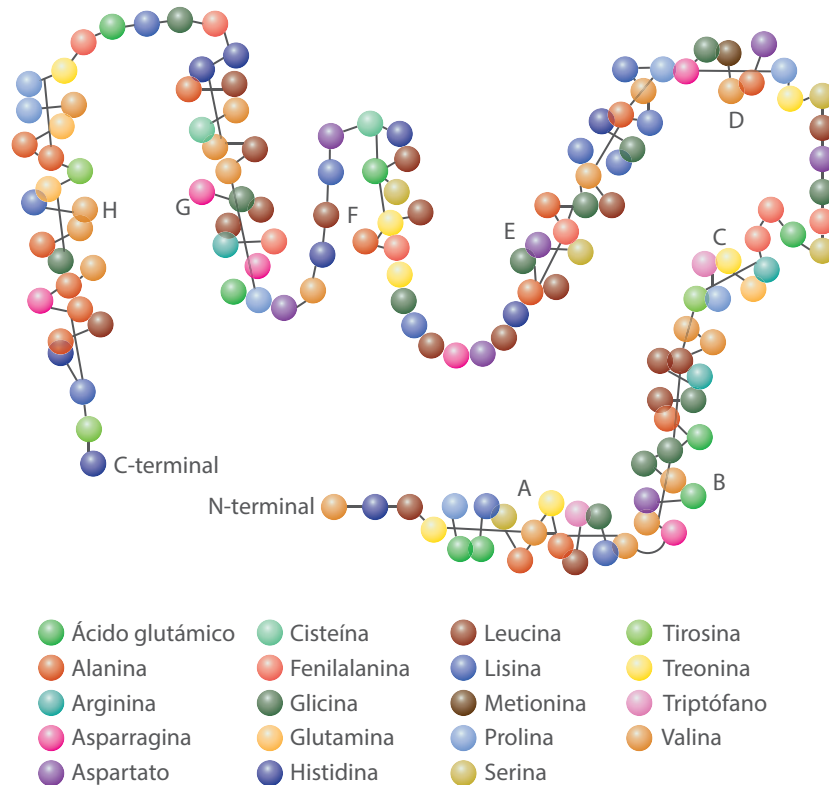 D
H
G
F
E
C
C-terminal
A
B
N-terminal
Ácido glutámico
Cisteína
Leucina
Tirosina
Alanina
Fenilalanina
Lisina
Treonina
Arginina
Glicina
Metionina
Triptófano
Asparragina
Glutamina
Prolina
Valina
Aspartato
Histidina
Serina